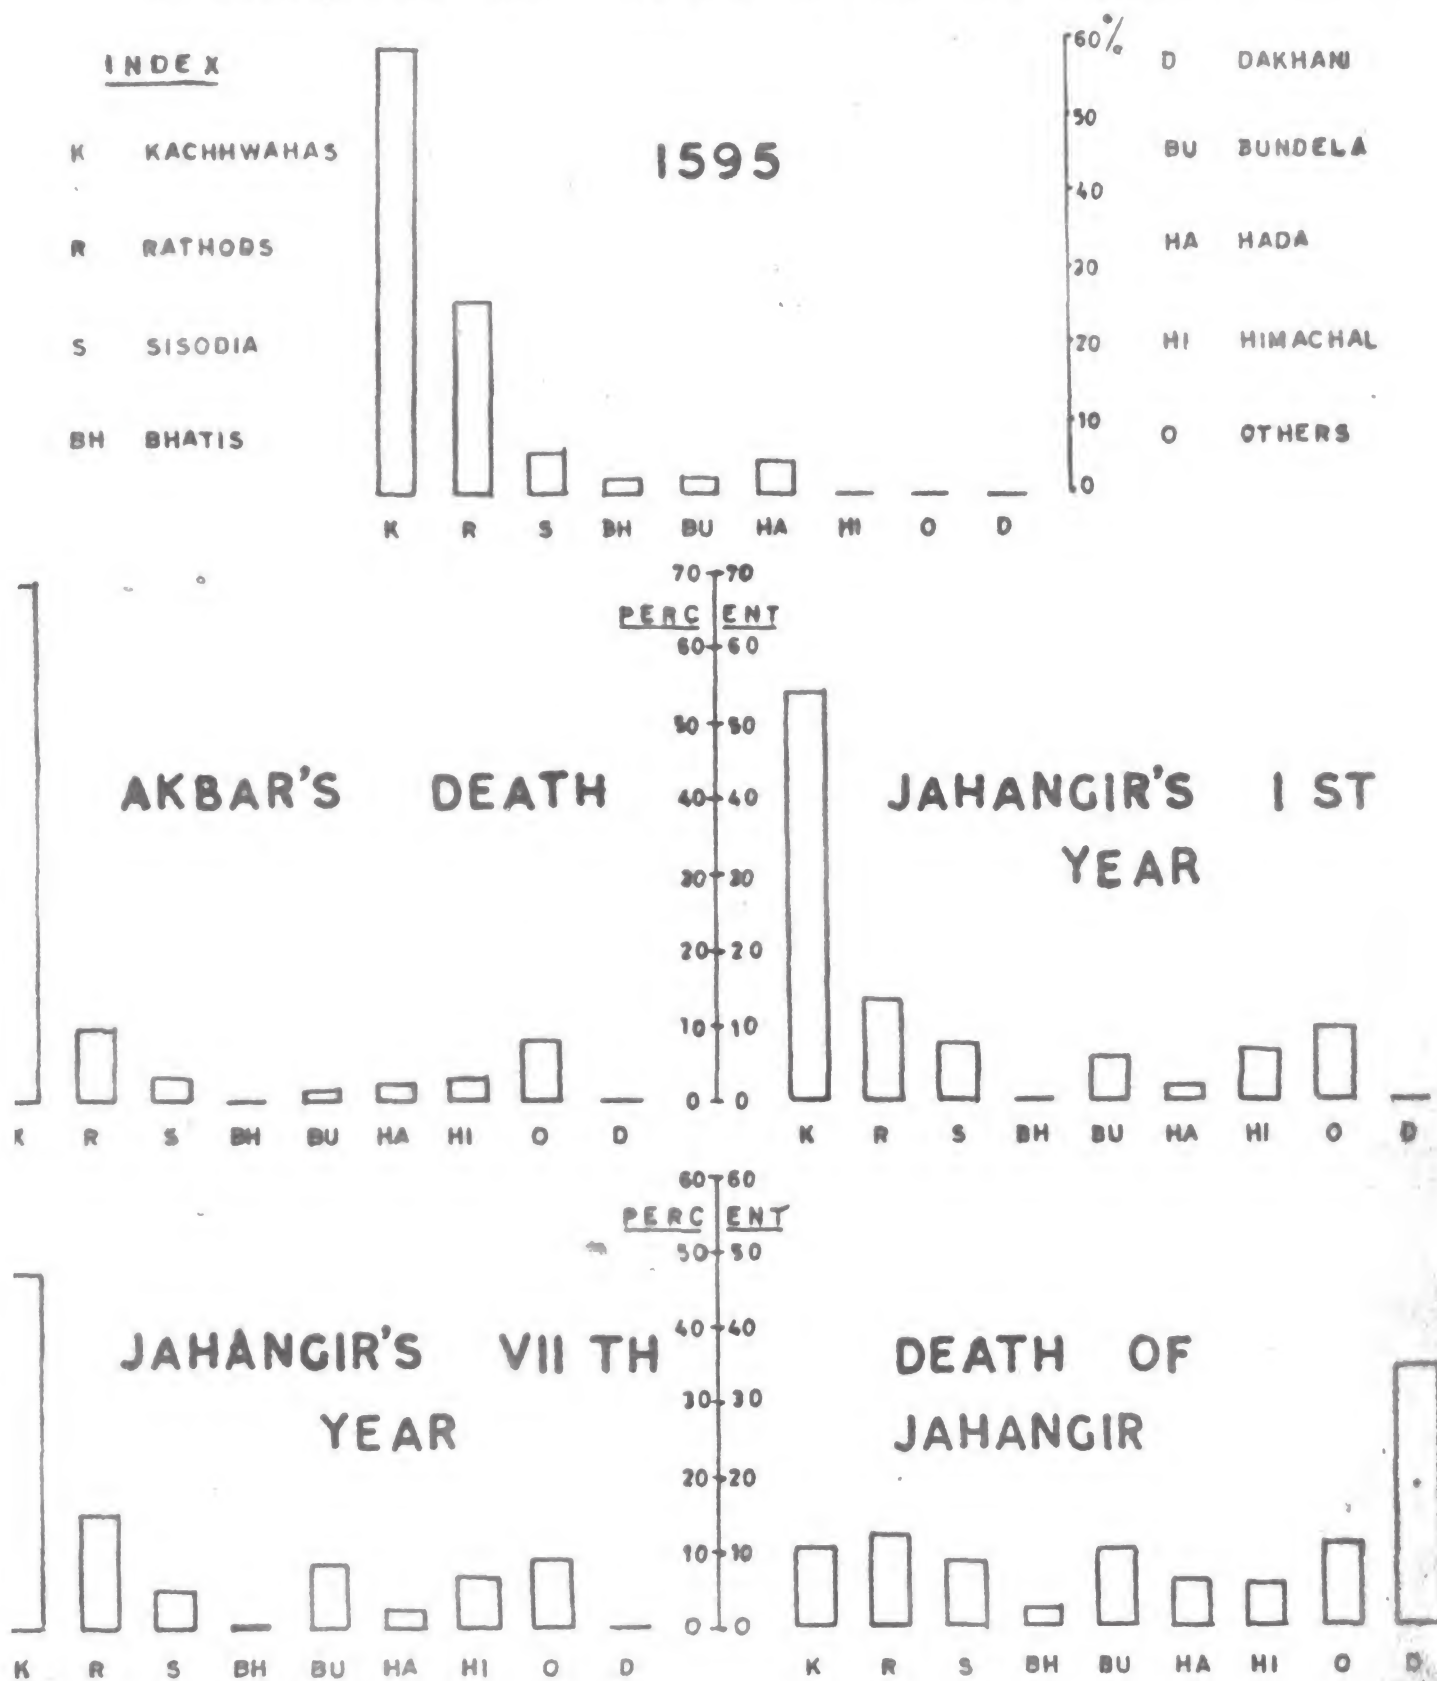 INDEX
K KACHHWAHAS
R RATHODS
S SISODIA
BH BHATIS
1595
60%
50
40
30
20
10
0
D DAKHANI
BU BUNDELA
HA HADA
HI HIMACHAL
O OTHERS
K R S BH BU HA HI O D
70 70
PERC ENT
60 60
50 50
40 40
30 30
20 20
10 10
0 0
AKBAR'S DEATH
JAHANGIR'S I ST
YEAR
K R S BH BU HA HI O D
K R S BH BU HA HI O D
60 60
PERC ENT
50 50
40 40
30 30
20 20
10 10
0 0
JAHANGIR'S VII TH
YEAR
DEATH OF
JAHANGIR
K R S BH BU HA HI O D
K R S BH BU HA HI O D